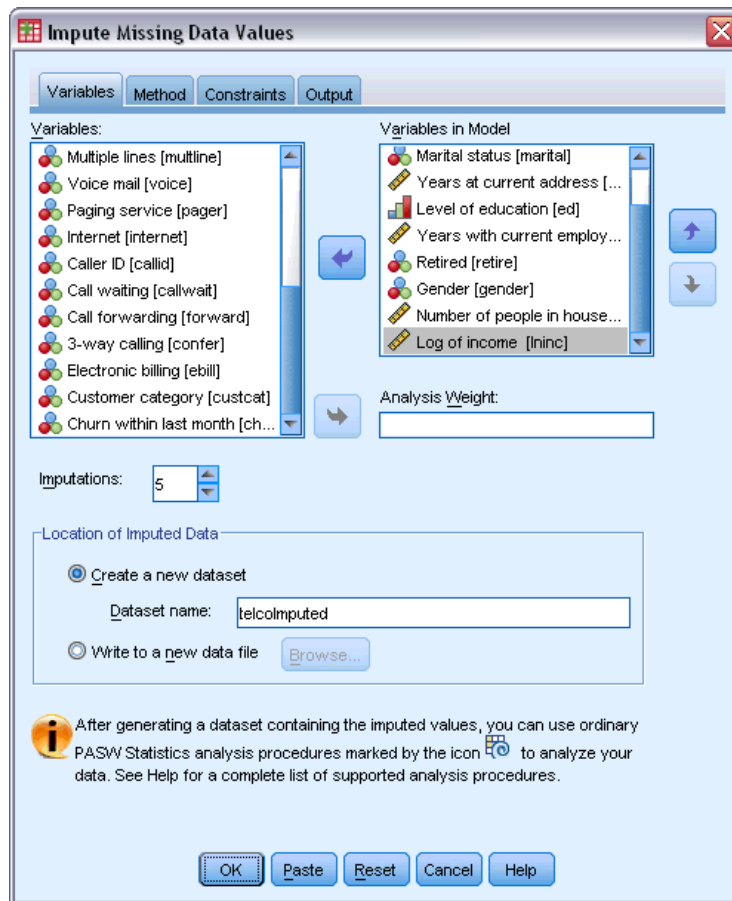 Impute Missing Data Values
Variables Method Constraints Output
Variables:
Multiple lines [multline]
Voice mail [voice]
Paging service [pager]
Internet [internet]
Caller ID [callid]
Call waiting [callwait]
Call forwarding [forward]
3-way calling [confer]
Electronic billing [ebill]
Customer category [custcat]
Churn within last month [ch...
Variables in Model
Marital status [marital]
Years at current address [...
Level of education [ed]
Years with current employ...
Retired [retire]
Gender [gender]
Number of people in house...
Log of income [lninc]
Analysis Weight:
Imputations: 5
Location of Imputed Data
Create a new dataset
Dataset name: telcoImputed
Write to a new data file Browse...
After generating a dataset containing the imputed values, you can use ordinary
PASW Statistics analysis procedures marked by the icon to analyze your
data. See Help for a complete list of supported analysis procedures.
OK Paste Reset Cancel Help